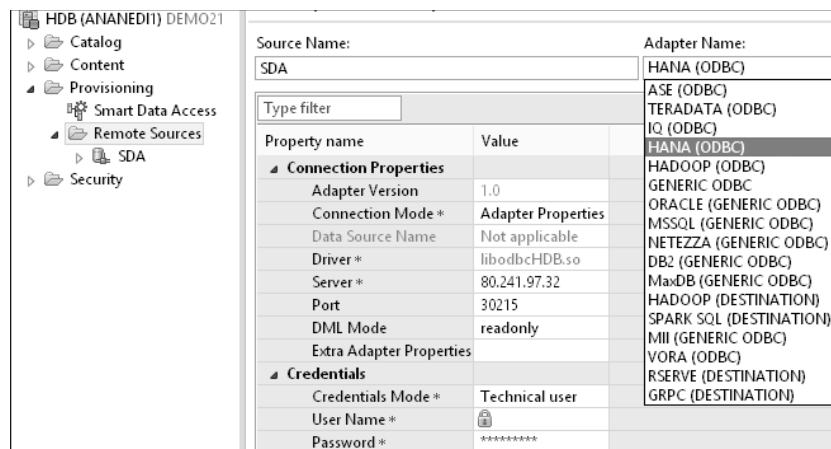 HDB (ANANEDI1) DEMO21
Catalog
Content
Provisioning
Smart Data Access
Remote Sources
SDA
Security
Source Name:
SDA
Adapter Name:
HANA (ODBC)
Type filter
Property name Value
Connection Properties
Adapter Version 1.0
Connection Mode* Adapter Properties
Data Source Name Not applicable
Driver* libodbcHDB.so
Server* 80.241.97.32
Port 30215
DML Mode readonly
Extra Adapter Properties
Credentials
Credentials Mode* Technical user
User Name*
Password* *********
ASE (ODBC)
TERADATA (ODBC)
IQ (ODBC)
HANA (ODBC)
HADOOP (ODBC)
GENERIC ODBC
ORACLE (GENERIC ODBC)
MSSQL (GENERIC ODBC)
NETEZZA (GENERIC ODBC)
DB2 (GENERIC ODBC)
MaxDB (GENERIC ODBC)
HADOOP (DESTINATION)
SPARK SQL (DESTINATION)
MII (GENERIC ODBC)
VORA (ODBC)
RSERVE (DESTINATION)
GRPC (DESTINATION)